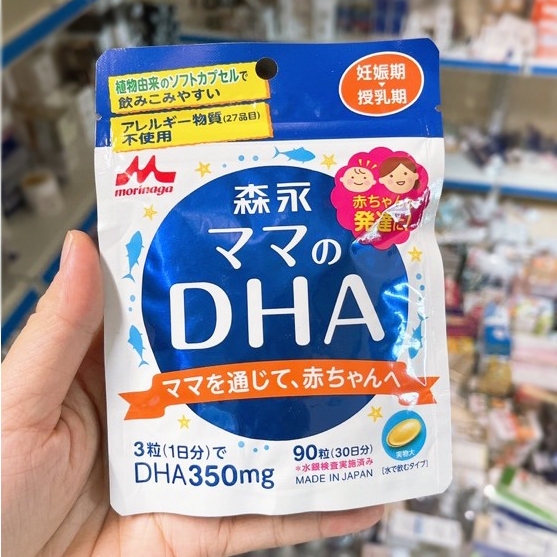 植物由来のソフトカプセルで
飲みこみやすい
アレルギー物質(27品目)
不使用
妊娠期
授乳期
morinaga
赤ちゃん
発達に!
森永
ママの
DHA
ママを通じて、赤ちゃんへ
3粒(1日分)で
DHA350mg
90粒(30日分)
*水銀検査実施済み
MADE IN JAPAN
実物大
[水で飲むタイプ]